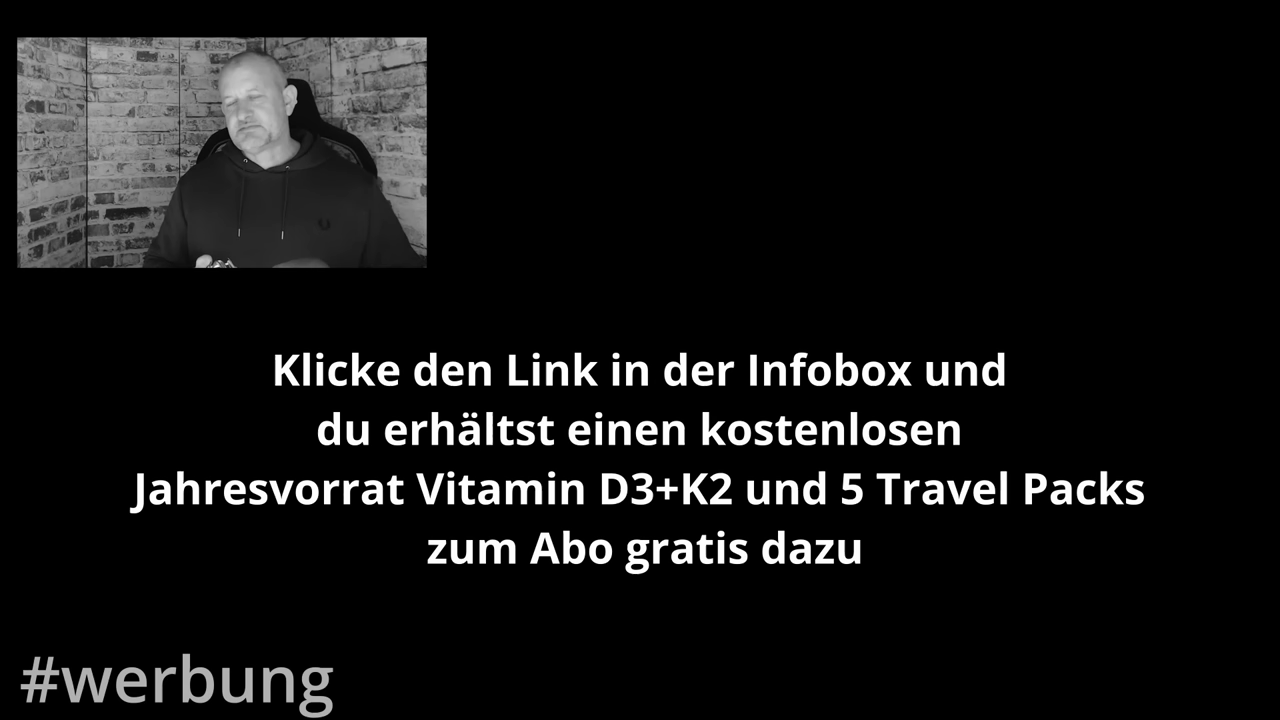 Klicke den Link in der Infobox und
du erhältst einen kostenlosen
Jahresvorrat Vitamin D3+K2 und 5 Travel Packs
zum Abo gratis dazu
#werbung